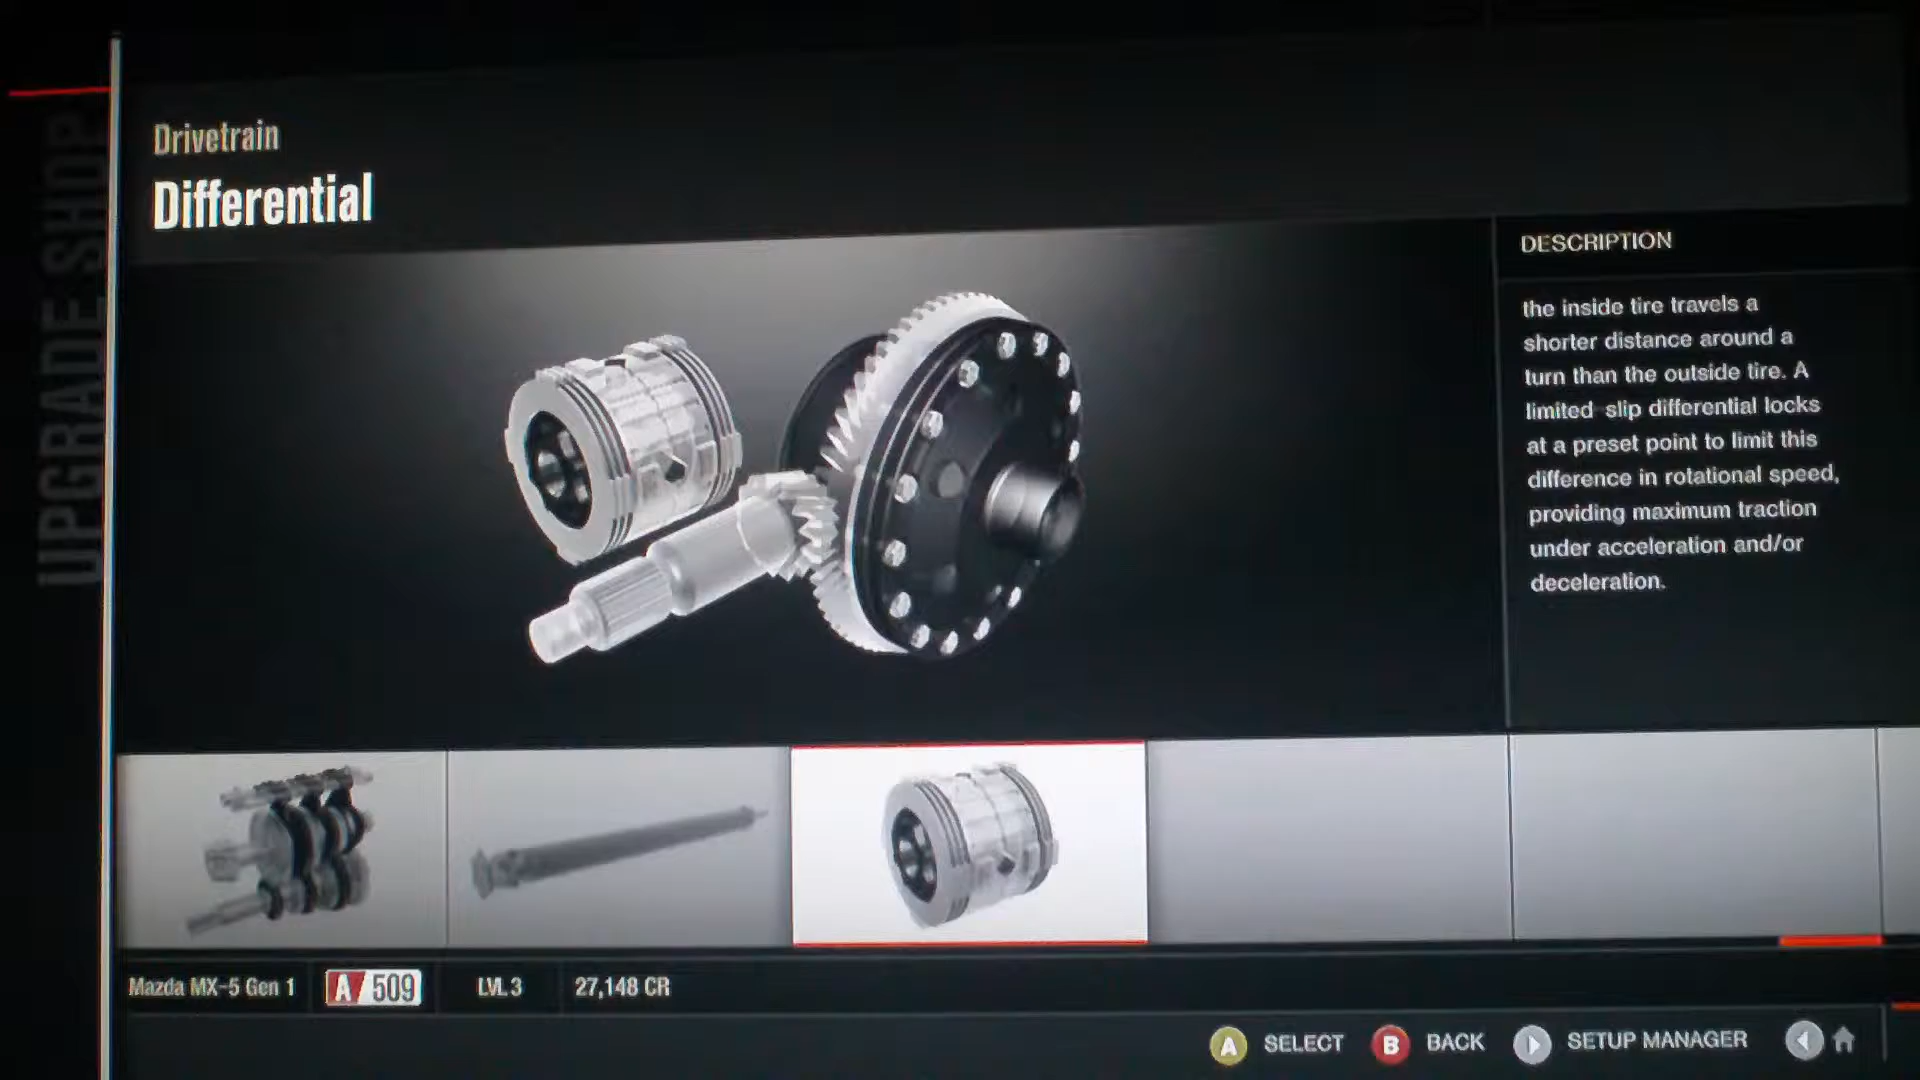 UPGRADE SHOP
Drivetrain
Differential
DESCRIPTION
the inside tire travels a
shorter distance around a
turn than the outside tire. A
limited slip differential locks
at a preset point to limit this
difference in rotational speed,
providing maximum traction
under acceleration and/or
deceleration.
Mazda MX-5 Gen 1
A 509
LVL 3
27,148 CR
A SELECT
B BACK
SETUP MANAGER